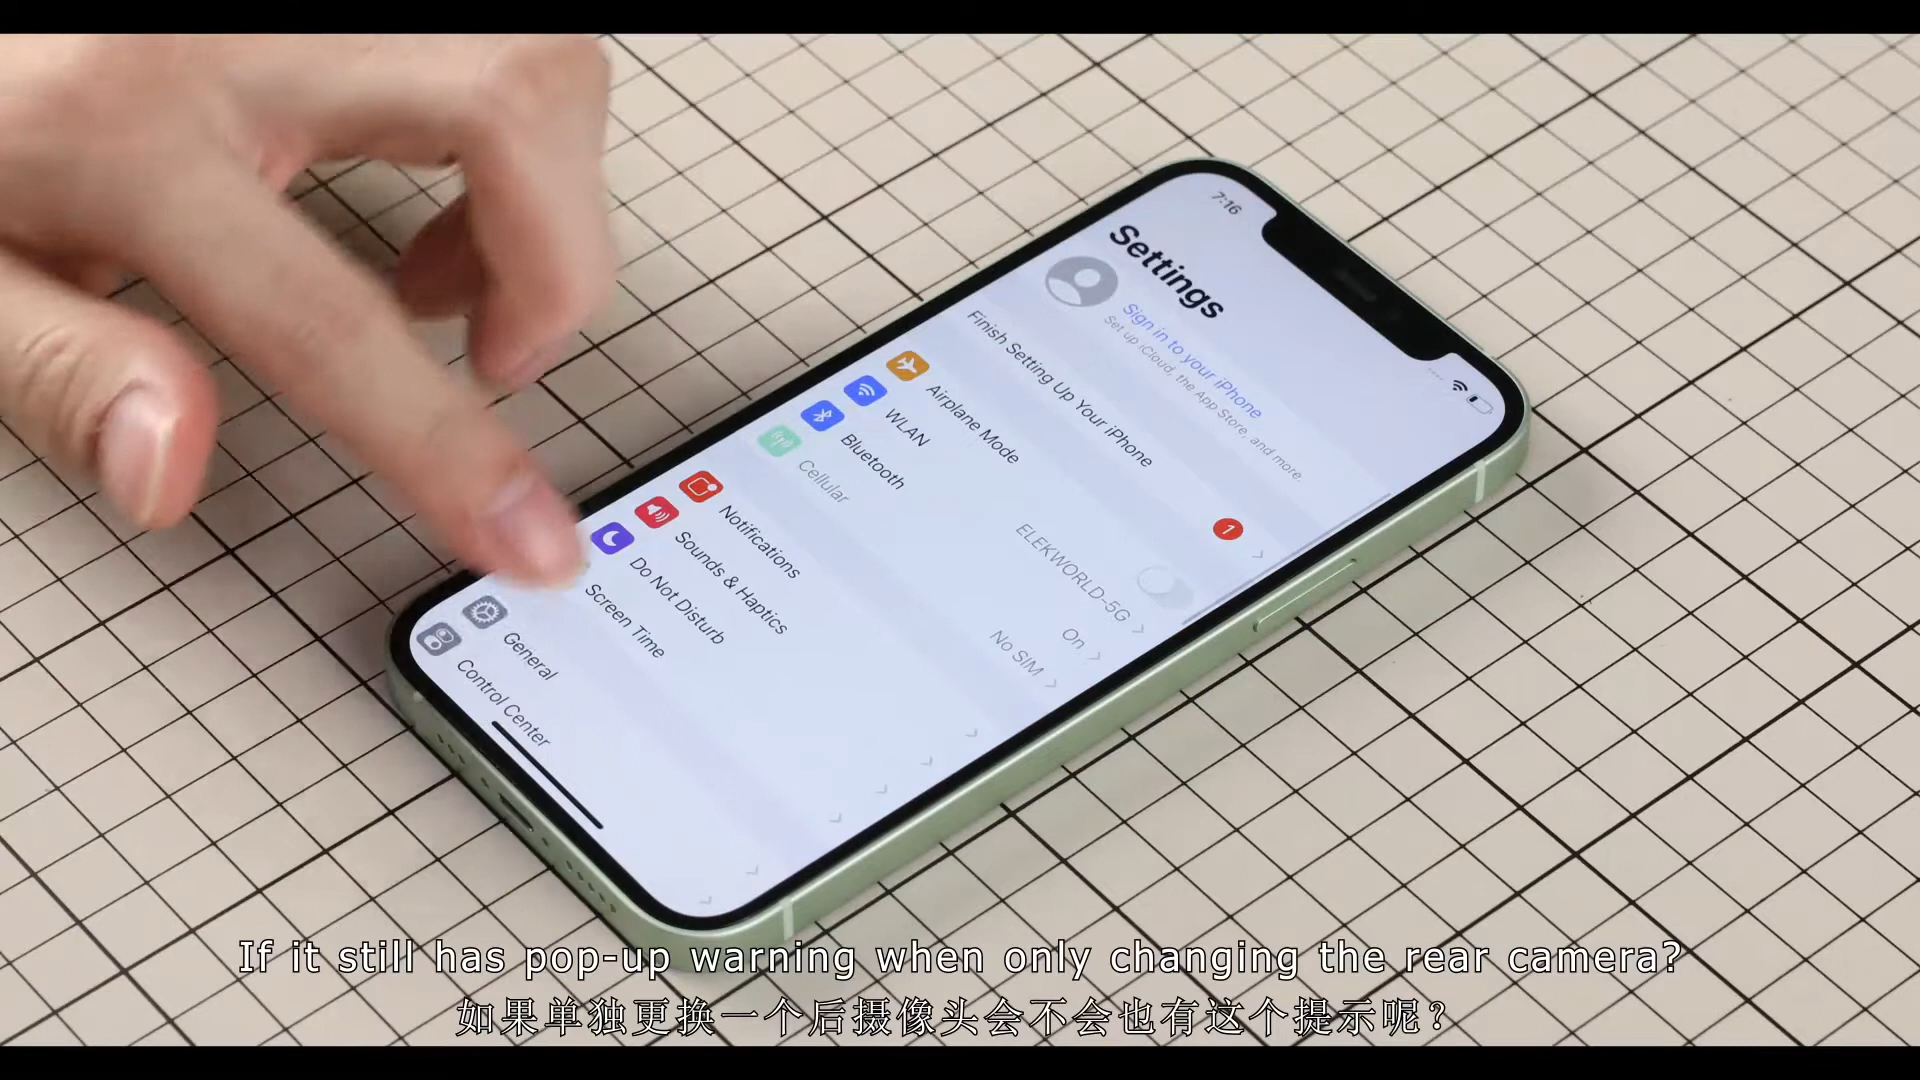 7:16
Settings
Sign in to your iPhone
Set up iCloud, the App Store, and more.
Finish Setting Up Your iPhone
1
Airplane Mode
WLAN
ELEKWORLD-5G
Bluetooth
On
Cellular
No SIM
Notifications
Sounds & Haptics
Do Not Disturb
Screen Time
General
Control Center
If it still has pop-up warning when only changing the rear camera?
如果单独更换一个后摄像头会不会也有这个提示呢？